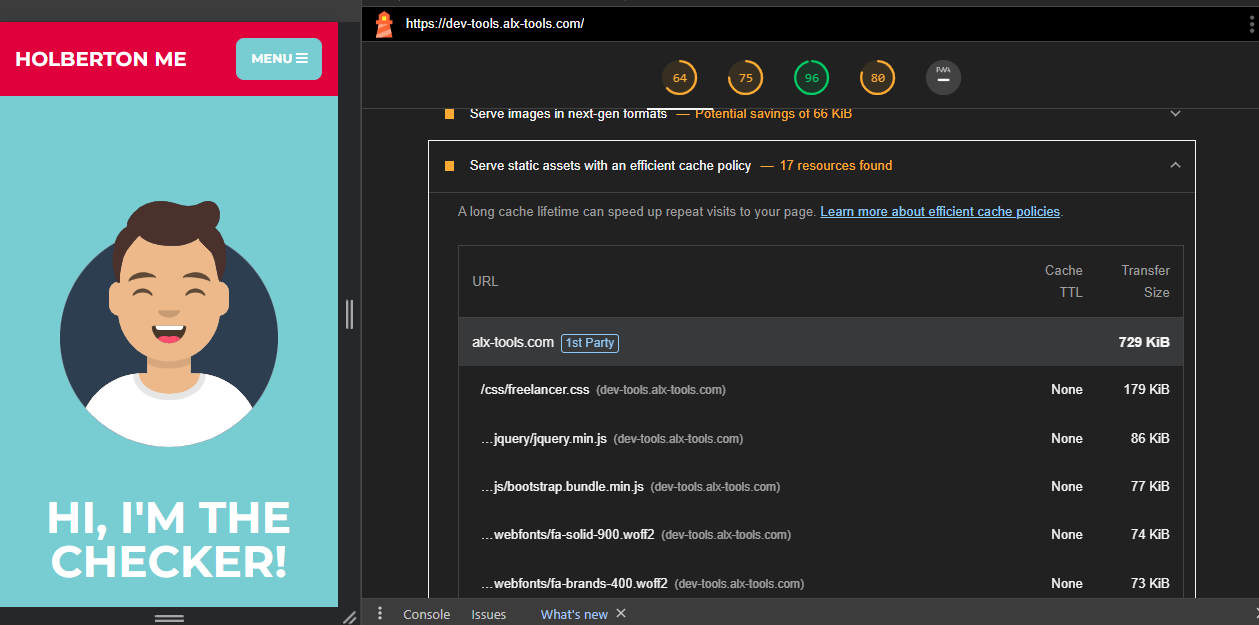 HOLBERTON ME
MENU
HI, I'M THE
CHECKER!
https://dev-tools.alx-tools.com/
64 75 96 80 PWA
Serve images in next-gen formats — Potential savings of 66 KiB
Serve static assets with an efficient cache policy — 17 resources found
A long cache lifetime can speed up repeat visits to your page. Learn more about efficient cache policies.
URL Cache TTL Transfer Size
alx-tools.com 1st Party 729 KiB
/css/freelancer.css (dev-tools.alx-tools.com) None 179 KiB
…jquery/jquery.min.js (dev-tools.alx-tools.com) None 86 KiB
…js/bootstrap.bundle.min.js (dev-tools.alx-tools.com) None 77 KiB
…webfonts/fa-solid-900.woff2 (dev-tools.alx-tools.com) None 74 KiB
…webfonts/fa-brands-400.woff2 (dev-tools.alx-tools.com) None 73 KiB
Console Issues What's new